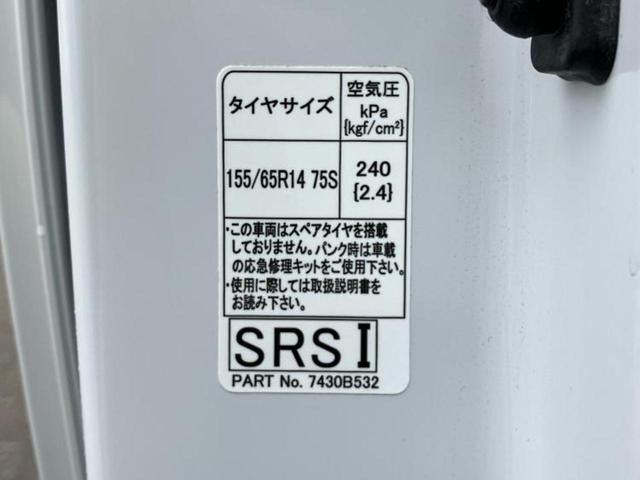 タイヤサイズ
空気圧
kPa
{kgf/cm²}
155/65R14 75S
240
{2.4}
・この車両はスペアタイヤを搭載
しておりません。パンク時は車載
の応急修理キットをご使用下さい。
・使用に際しては取扱説明書を
お読み下さい。
SRS I
PART No. 7430B532